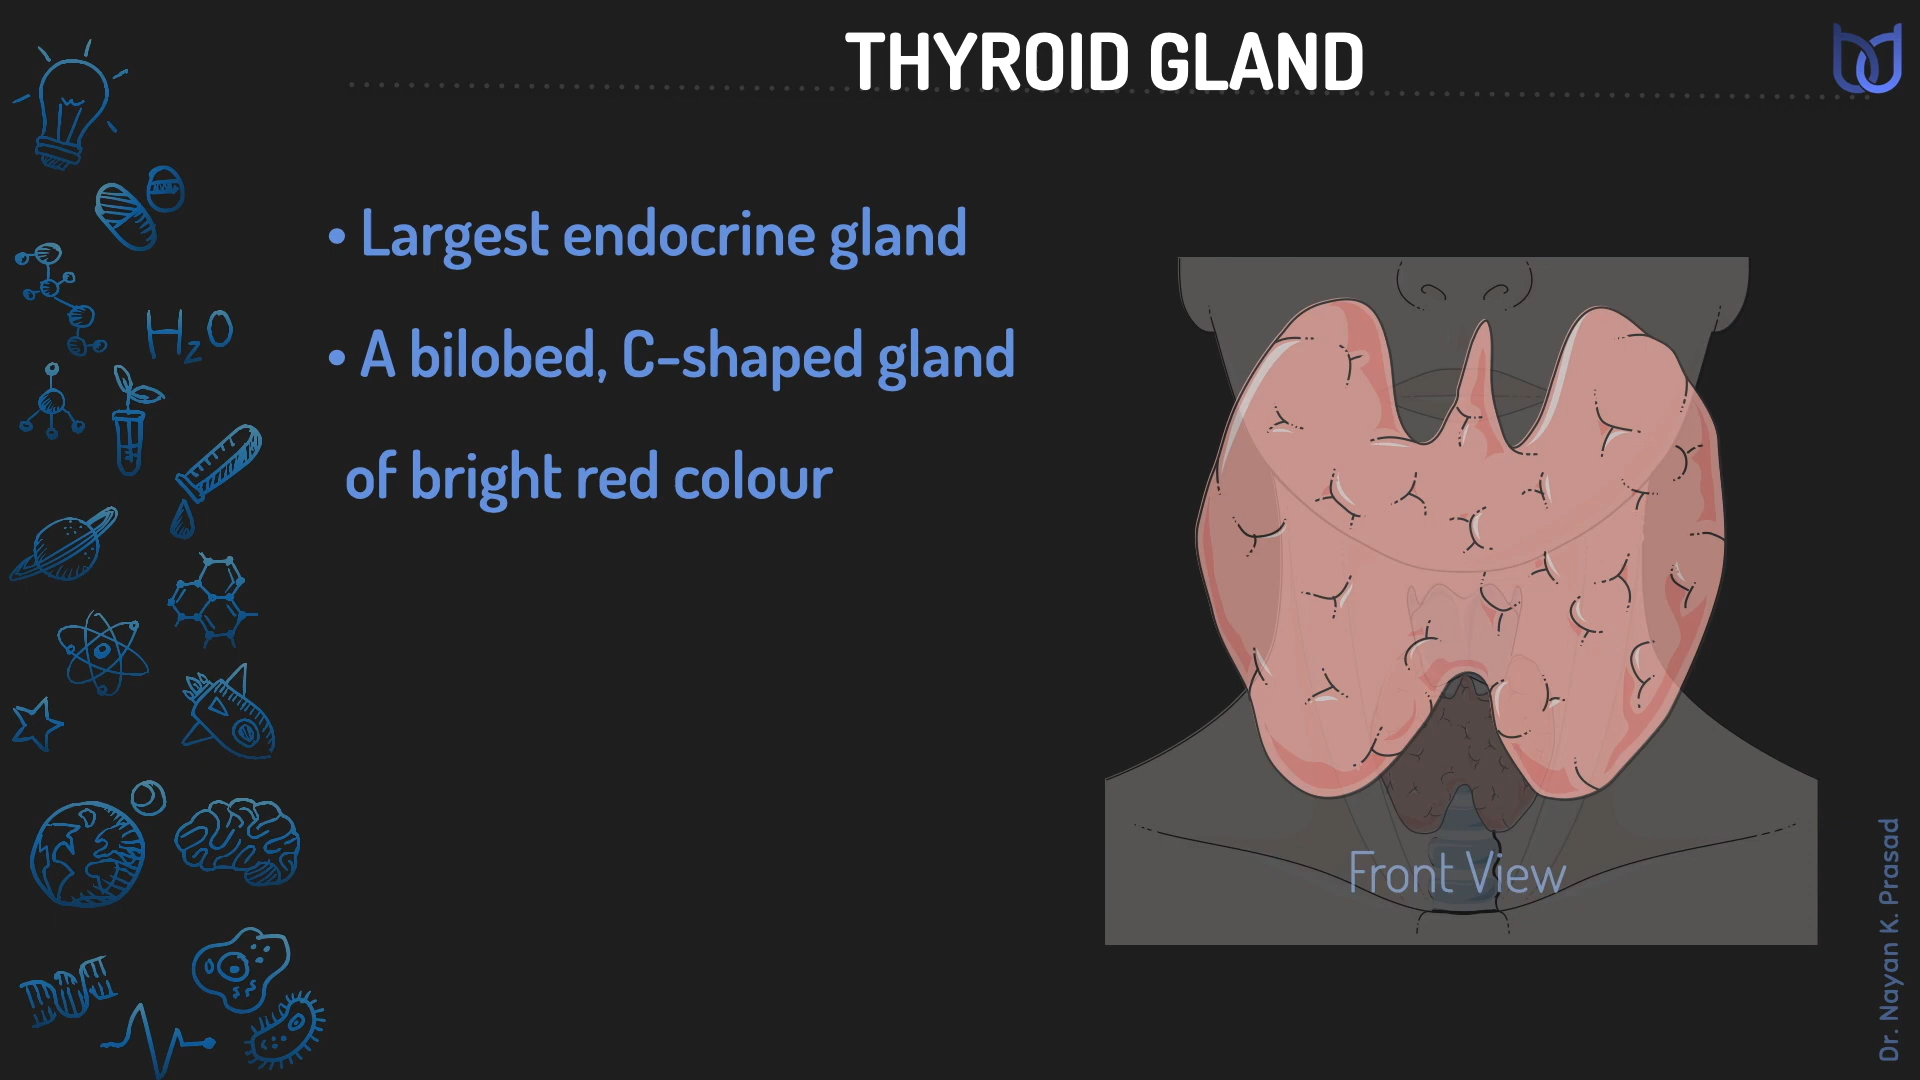 THYROID GLAND
• Largest endocrine gland
• A bilobed, C-shaped gland
of bright red colour
H2O
Front View
Dr. Nayan K. Prasad